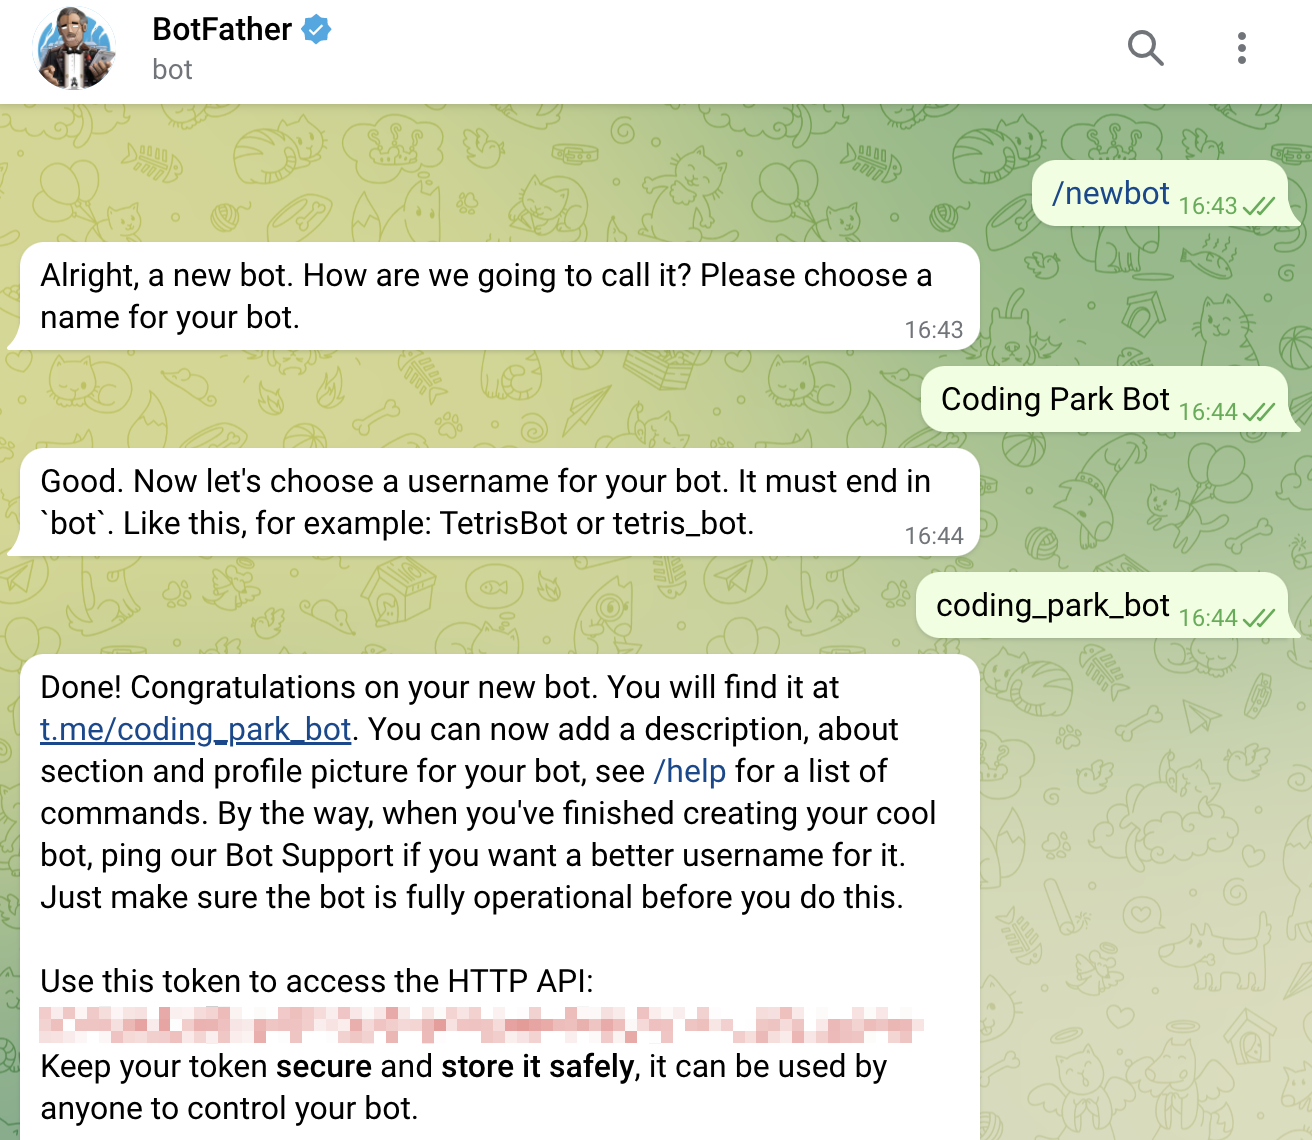 BotFather
bot
/newbot 16:43
Alright, a new bot. How are we going to call it? Please choose a
name for your bot.
16:43
Coding Park Bot 16:44
Good. Now let's choose a username for your bot. It must end in
`bot`. Like this, for example: TetrisBot or tetris_bot.
16:44
coding_park_bot 16:44
Done! Congratulations on your new bot. You will find it at
t.me/coding_park_bot. You can now add a description, about
section and profile picture for your bot, see /help for a list of
commands. By the way, when you've finished creating your cool
bot, ping our Bot Support if you want a better username for it.
Just make sure the bot is fully operational before you do this.
Use this token to access the HTTP API:
Keep your token secure and store it safely, it can be used by
anyone to control your bot.